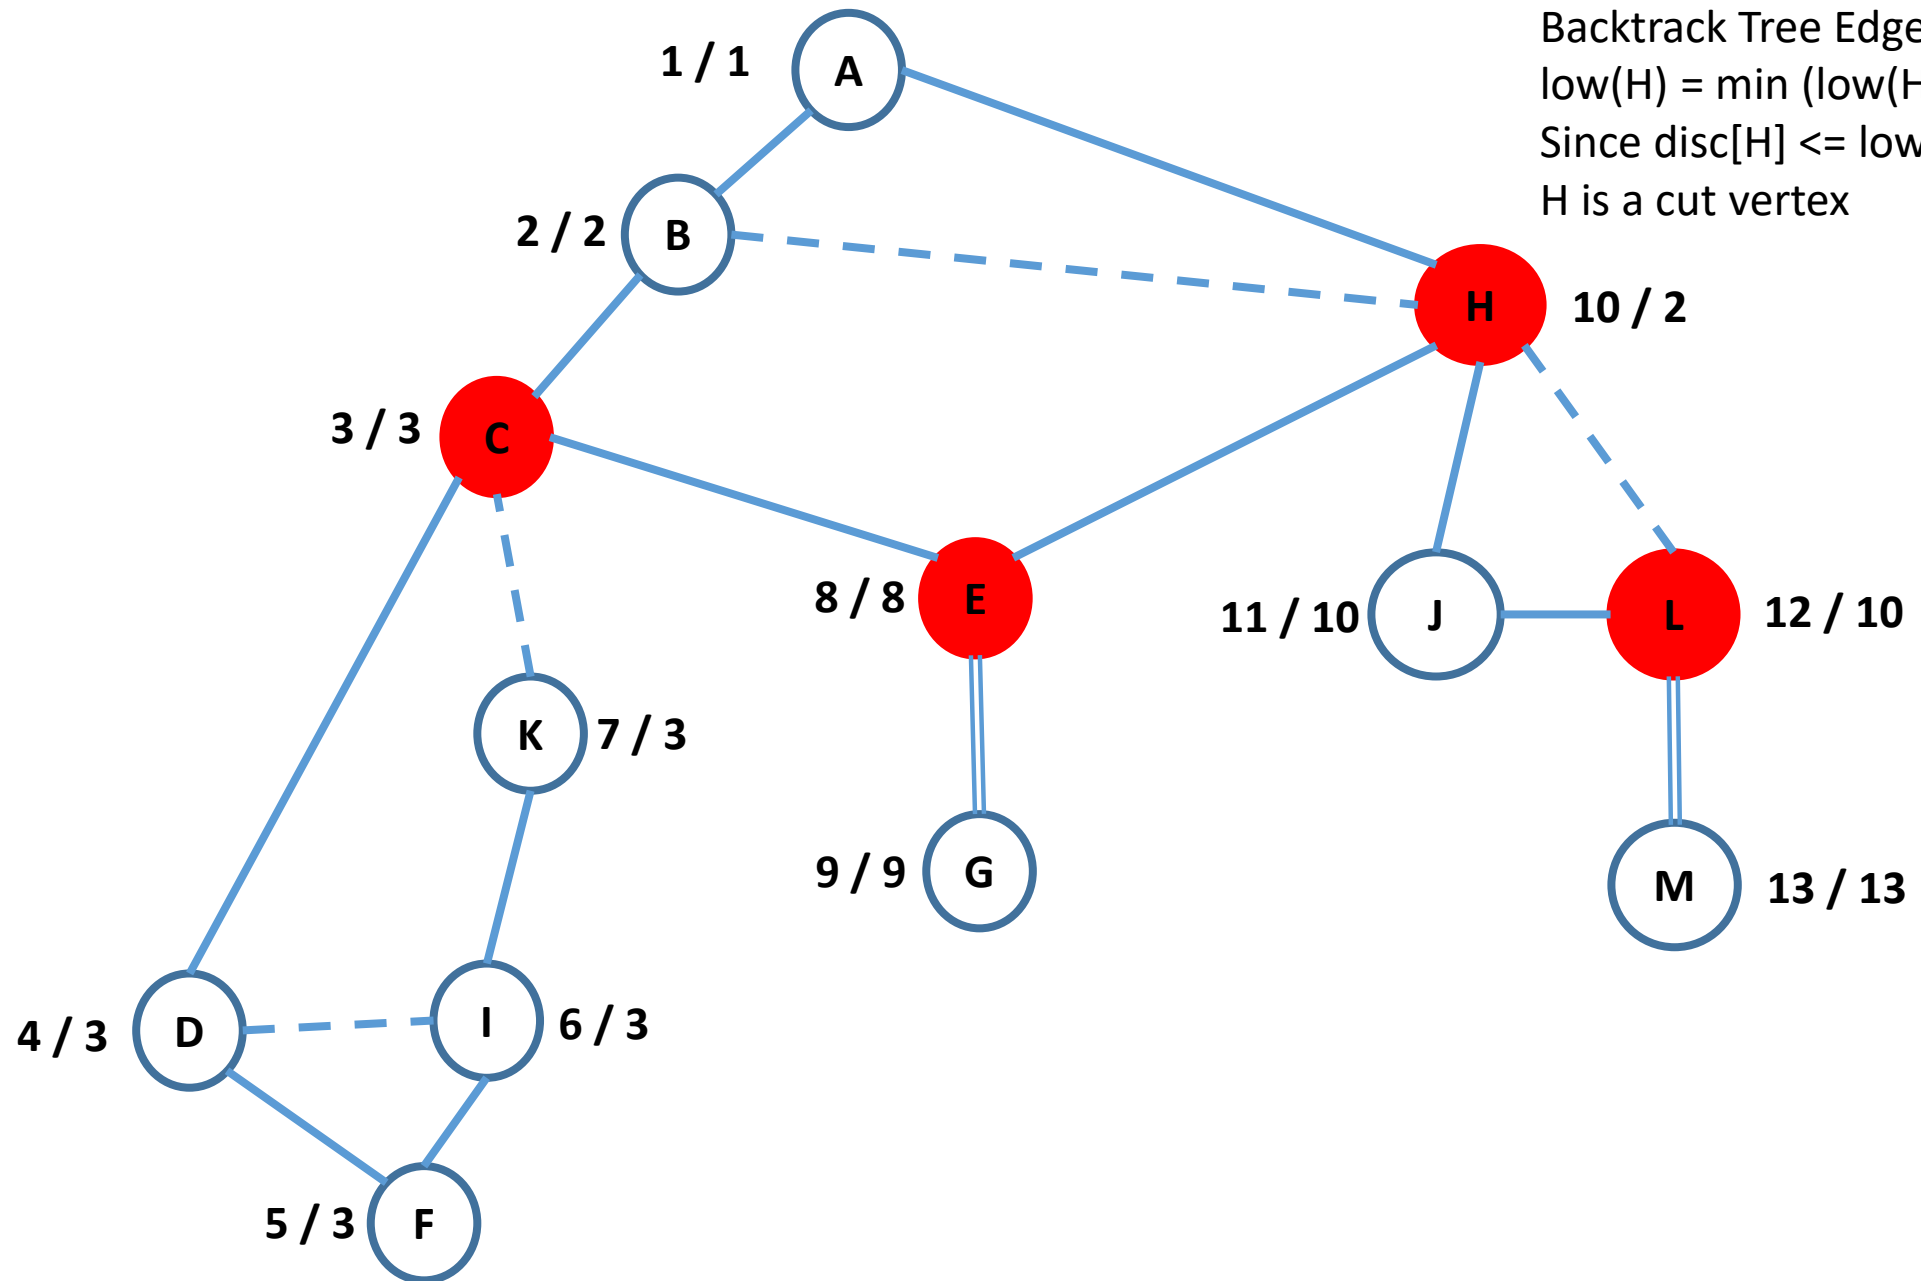 Backtrack Tree Edge
low(H) = min (low(H
Since disc[H] <= low
H is a cut vertex
1 / 1
A
2 / 2
B
H
10 / 2
3 / 3
C
8 / 8
E
11 / 10
J
L
12 / 10
K
7 / 3
9 / 9
G
M
13 / 13
4 / 3
D
I
6 / 3
5 / 3
F